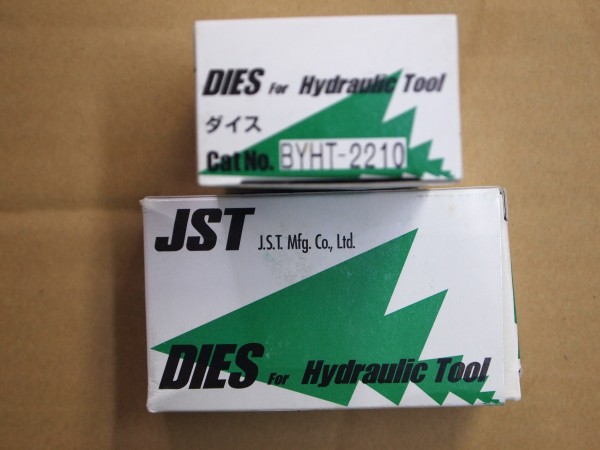 DIES For Hydraulic Tool
ダイス
Cat No. BYHT-2210
JST J.S.T. Mfg. Co., Ltd.
DIES For Hydraulic Tool